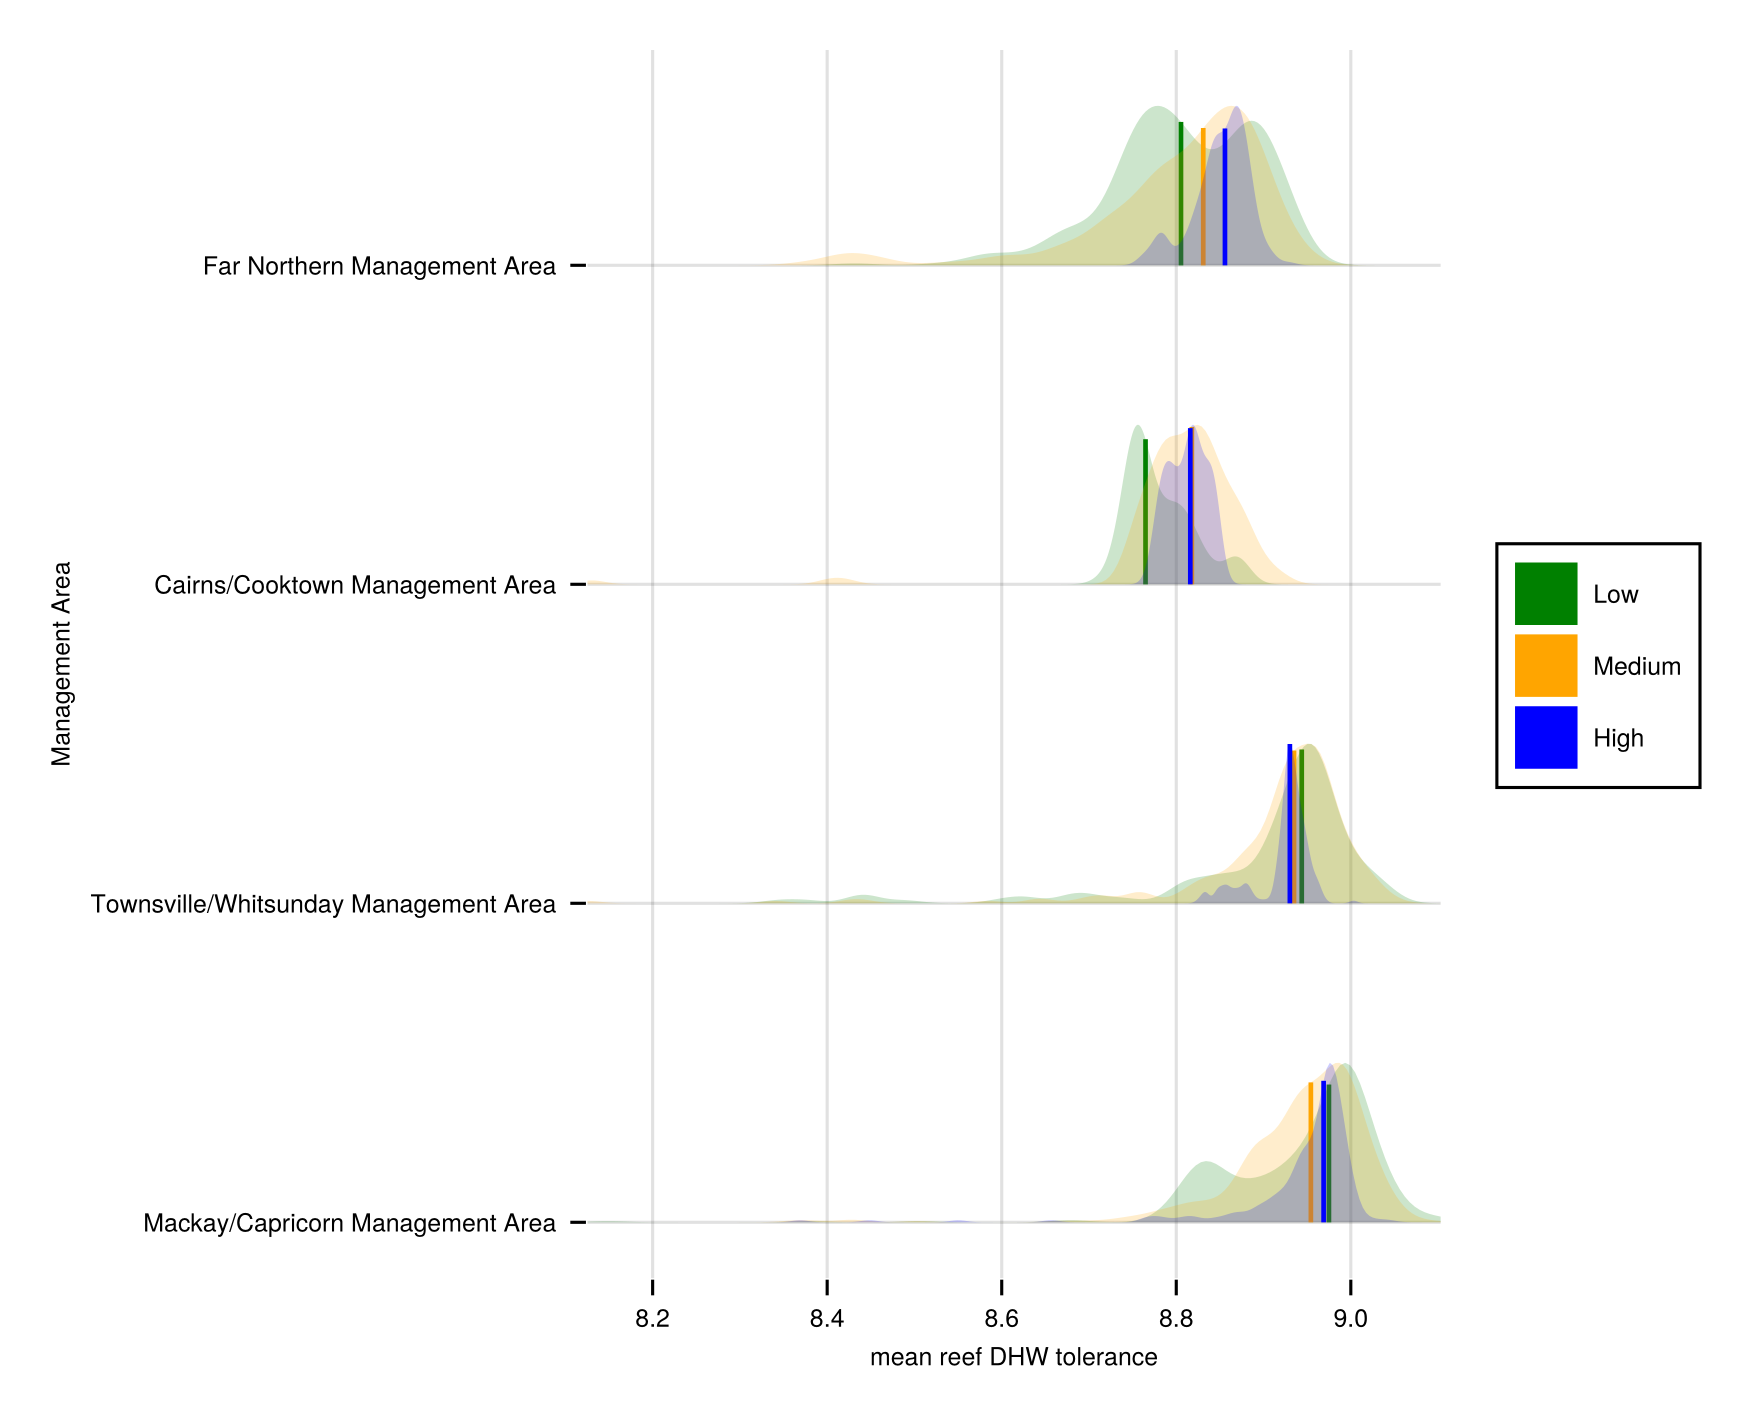 Far Northern Management Area
Cairns/Cooktown Management Area
Townsville/Whitsunday Management Area
Mackay/Capricorn Management Area
Management Area
8.2
8.4
8.6
8.8
9.0
mean reef DHW tolerance
Low
Medium
High